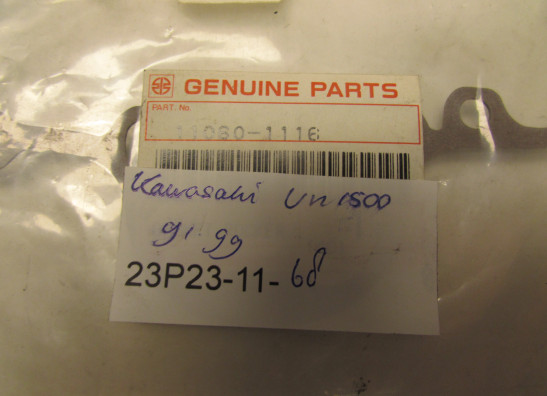 GENUINE PARTS
PART. No.
11060-1116
Kawasaki Vn 1500
91 99
23P23-11-68